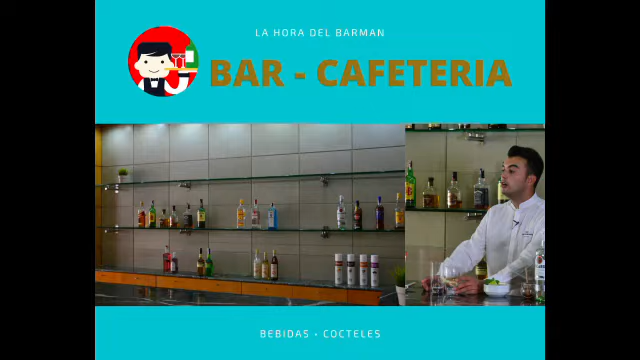 LA HORA DEL BARMAN
BAR - CAFETERIA
BEBIDAS • COCTELES